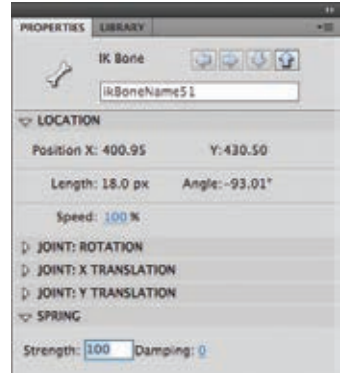 PROPERTIES LIBRARY
IK Bone
ikBoneName51
LOCATION
Position X: 400.95 Y: 430.50
Length: 18.0 px Angle: -93.01°
Speed: 100 %
JOINT: ROTATION
JOINT: X TRANSLATION
JOINT: Y TRANSLATION
SPRING
Strength: 100 Damping: 0